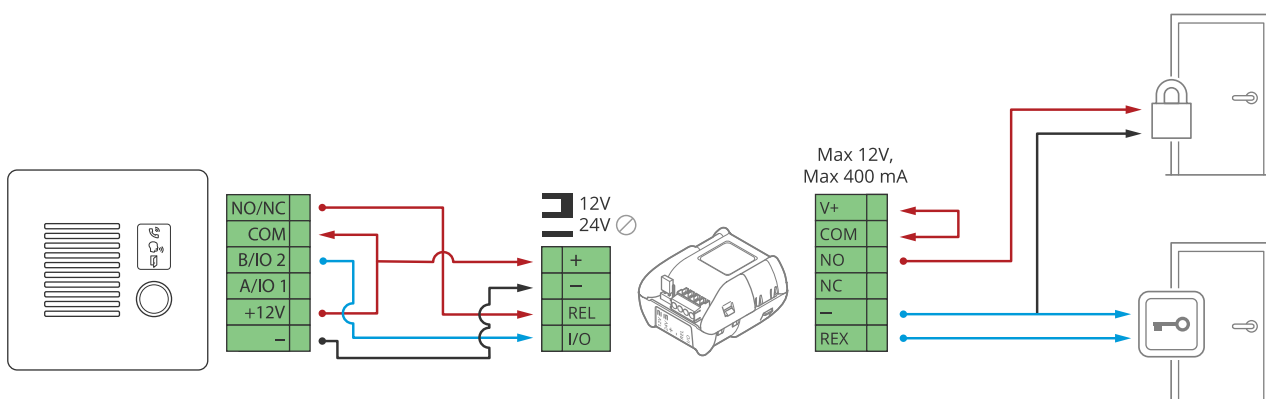 Max 12V,
Max 400 mA
NO/NC
COM
B/IO 2
A/IO 1
+12V
–
12V
24V
+
–
REL
I/O
V+
COM
NO
NC
–
REX